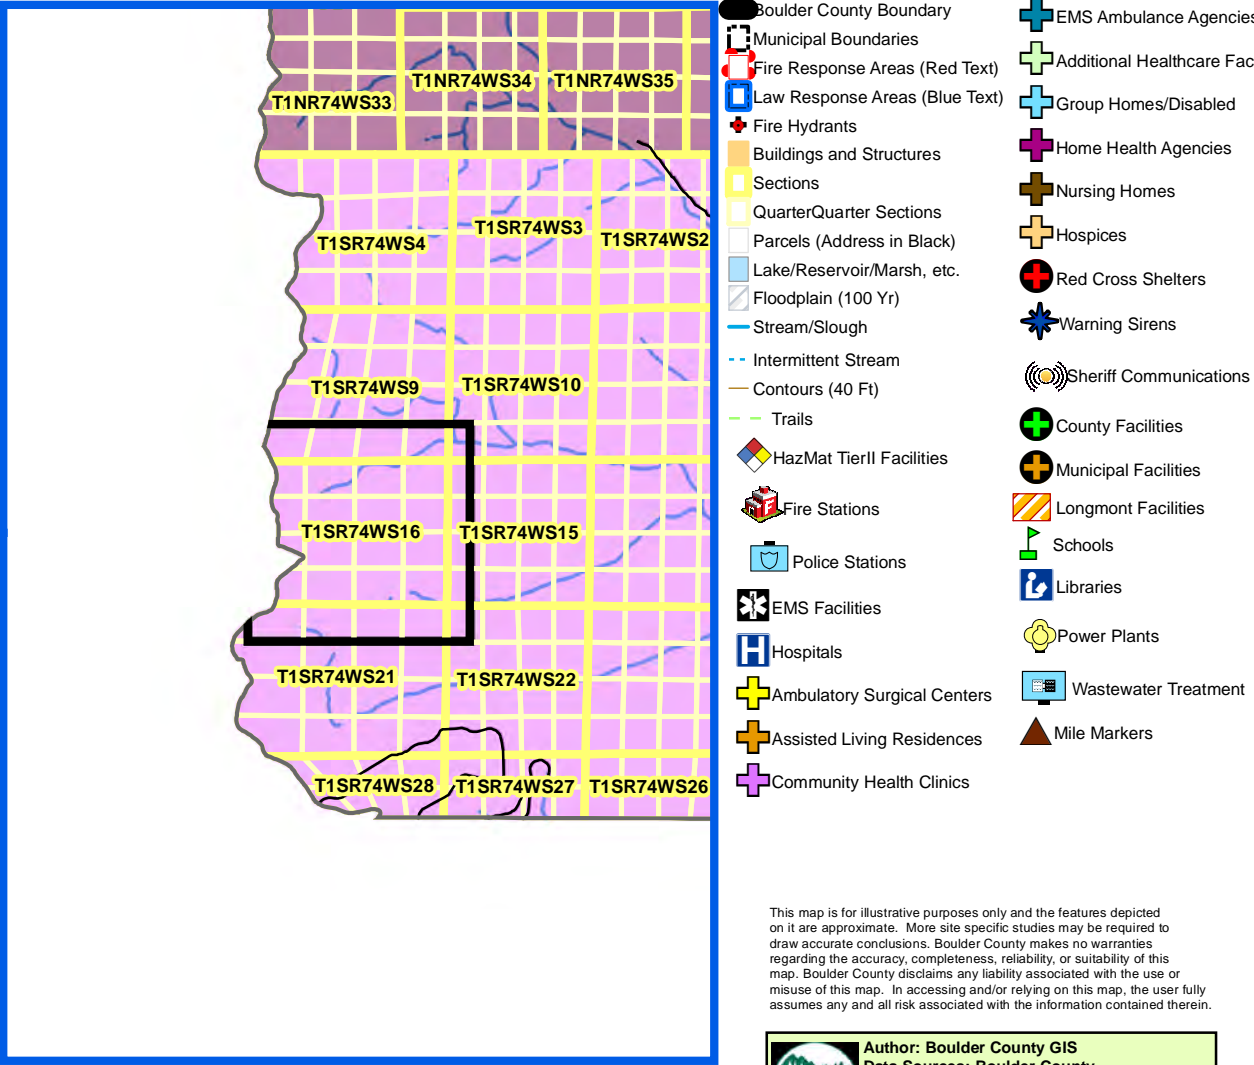 T1NR74WS34
T1NR74WS35
T1NR74WS33
T1SR74WS4
T1SR74WS3
T1SR74WS2
T1SR74WS9
T1SR74WS10
T1SR74WS16
T1SR74WS15
T1SR74WS21
T1SR74WS22
T1SR74WS28
T1SR74WS27
T1SR74WS26
Boulder County Boundary
Municipal Boundaries
Fire Response Areas (Red Text)
Law Response Areas (Blue Text)
Fire Hydrants
Buildings and Structures
Sections
QuarterQuarter Sections
Parcels (Address in Black)
Lake/Reservoir/Marsh, etc.
Floodplain (100 Yr)
Stream/Slough
Intermittent Stream
Contours (40 Ft)
Trails
HazMat TierII Facilities
Fire Stations
Police Stations
EMS Facilities
Hospitals
Ambulatory Surgical Centers
Assisted Living Residences
Community Health Clinics
EMS Ambulance Agencies
Additional Healthcare Fac
Group Homes/Disabled
Home Health Agencies
Nursing Homes
Hospices
Red Cross Shelters
Warning Sirens
Sheriff Communications
County Facilities
Municipal Facilities
Longmont Facilities
Schools
Libraries
Power Plants
Wastewater Treatment
Mile Markers
This map is for illustrative purposes only and the features depicted
on it are approximate. More site specific studies may be required to
draw accurate conclusions. Boulder County makes no warranties
regarding the accuracy, completeness, reliability, or suitability of this
map. Boulder County disclaims any liability associated with the use or
misuse of this map. In accessing and/or relying on this map, the user fully
assumes any and all risk associated with the information contained therein.
Author: Boulder County GIS
Data Sources: Boulder County